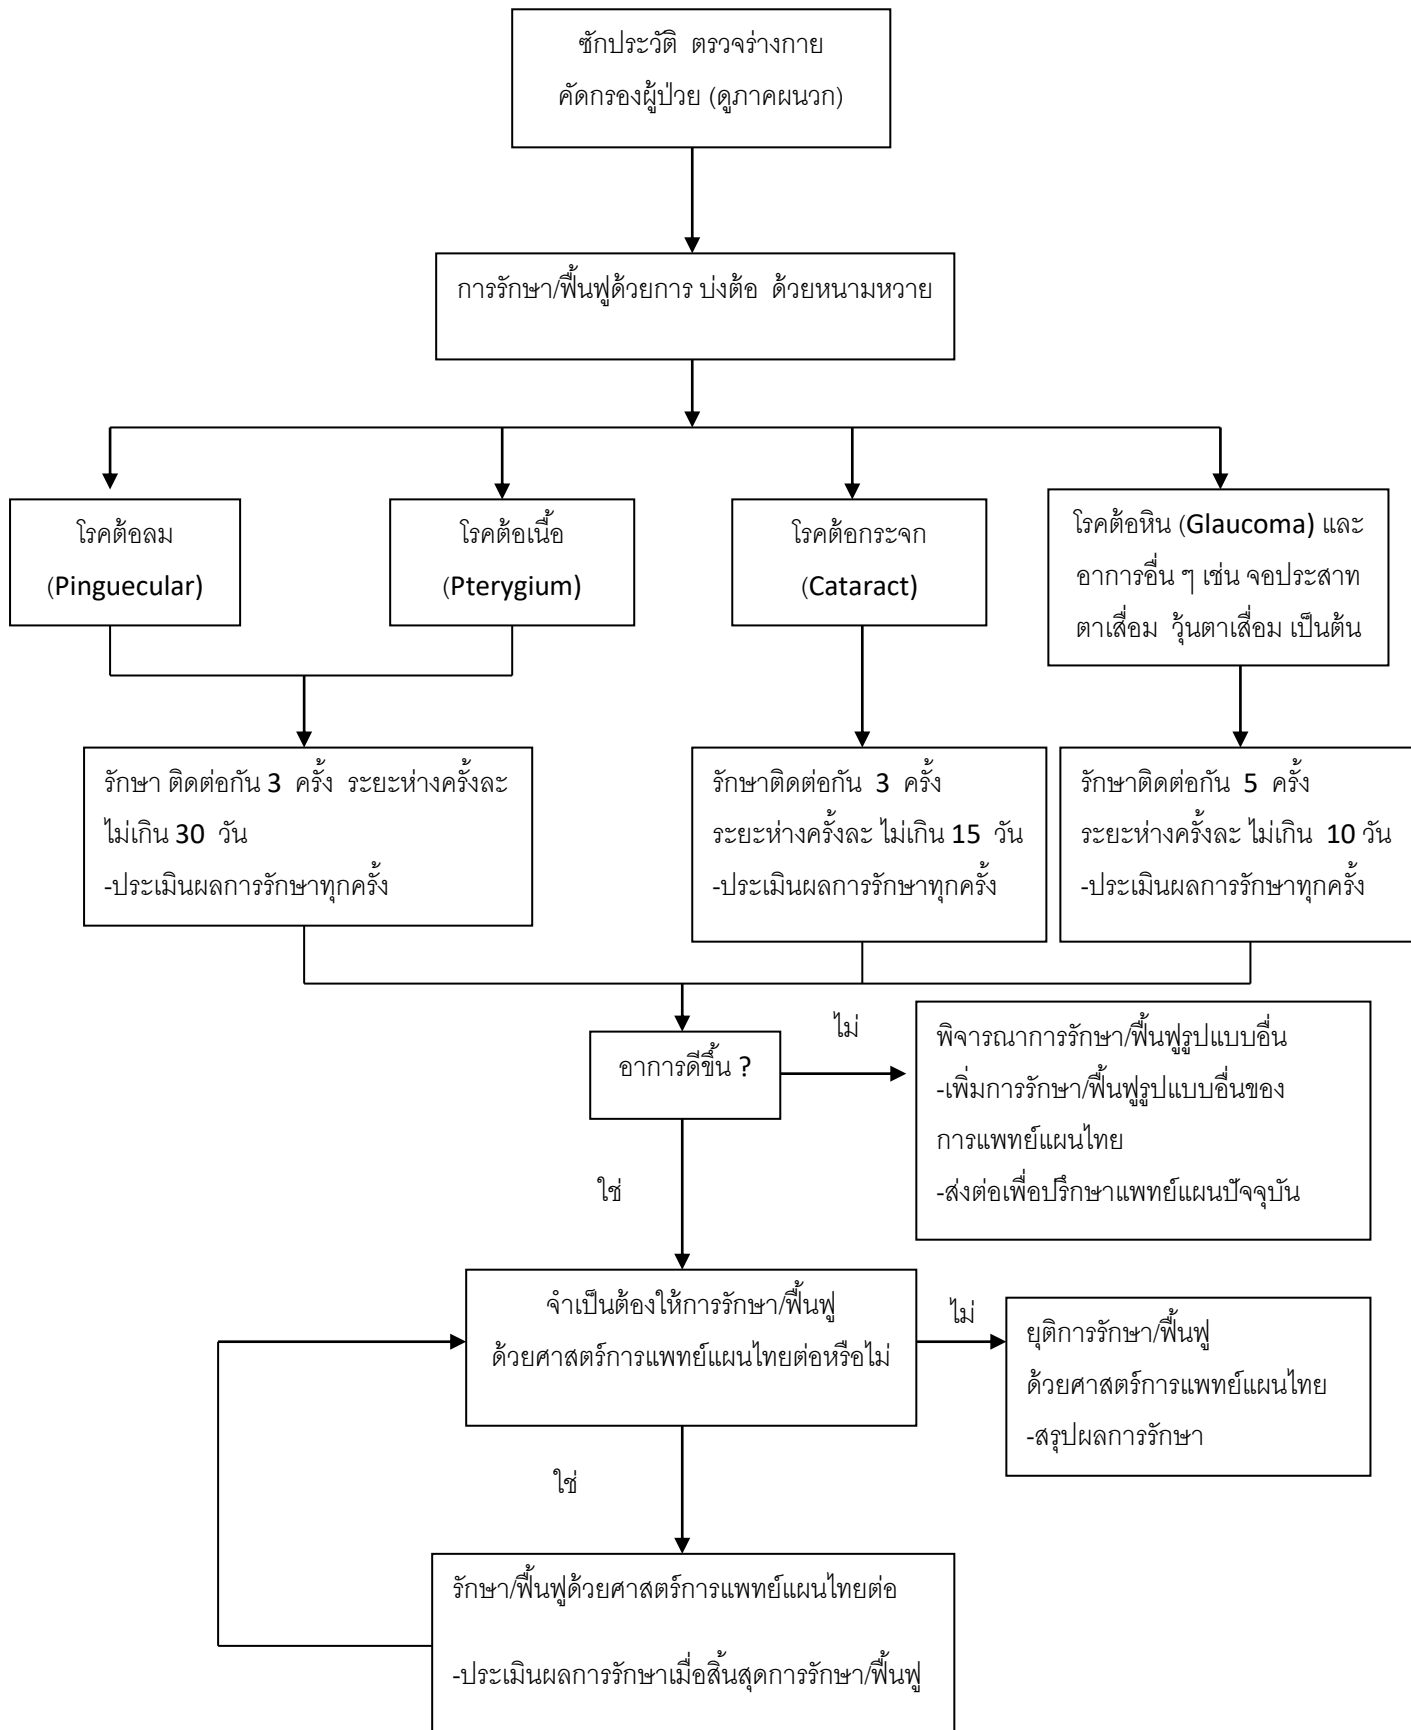 ซักประวัติ ตรวจร่างกาย
คัดกรองผู้ป่วย (ดูภาคผนวก)
การรักษา/ฟื้นฟูด้วยการ บ่งต้อ ด้วยหนามหวาย
โรคต้อลม
(Pinguecular)
โรคต้อเนื้อ
(Pterygium)
โรคต้อกระจก
(Cataract)
โรคต้อหิน (Glaucoma) และ
อาการอื่น ๆ เช่น จอประสาท
ตาเสื่อม วุ้นตาเสื่อม เป็นต้น
รักษา ติดต่อกัน 3 ครั้ง ระยะห่างครั้งละ
ไม่เกิน 30 วัน
-ประเมินผลการรักษาทุกครั้ง
รักษาติดต่อกัน 3 ครั้ง
ระยะห่างครั้งละ ไม่เกิน 15 วัน
-ประเมินผลการรักษาทุกครั้ง
รักษาติดต่อกัน 5 ครั้ง
ระยะห่างครั้งละ ไม่เกิน 10 วัน
-ประเมินผลการรักษาทุกครั้ง
อาการดีขึ้น ?
ไม่
พิจารณาการรักษา/ฟื้นฟูรูปแบบอื่น
-เพิ่มการรักษา/ฟื้นฟูรูปแบบอื่นของ
การแพทย์แผนไทย
-ส่งต่อเพื่อปรึกษาแพทย์แผนปัจจุบัน
ใช่
จำเป็นต้องให้การรักษา/ฟื้นฟู
ด้วยศาสตร์การแพทย์แผนไทยต่อหรือไม่
ไม่
ยุติการรักษา/ฟื้นฟู
ด้วยศาสตร์การแพทย์แผนไทย
-สรุปผลการรักษา
ใช่
รักษา/ฟื้นฟูด้วยศาสตร์การแพทย์แผนไทยต่อ
-ประเมินผลการรักษาเมื่อสิ้นสุดการรักษา/ฟื้นฟู